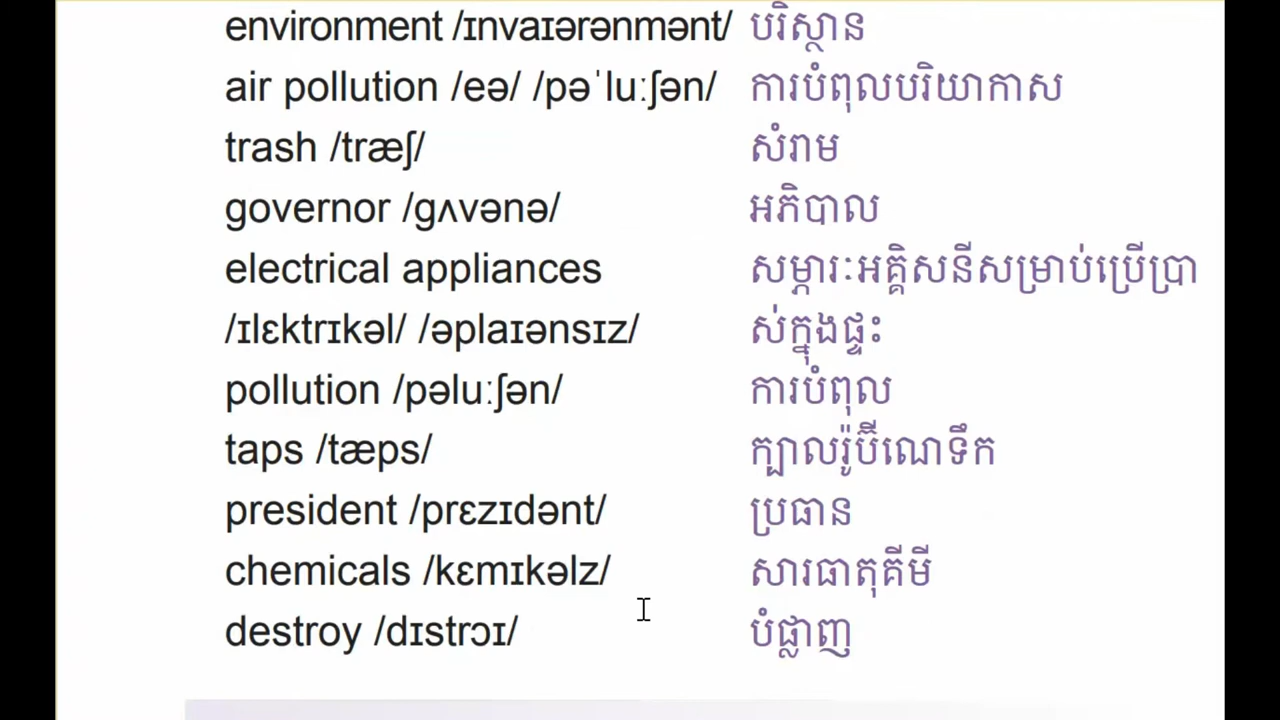 environment /ɪnvaɪərənmənt/ បរិស្ថាន
air pollution /eə/ /pəˈluːʃən/ ការបំពុលបរិយាកាស
trash /træʃ/ សំរាម
governor /gʌvənə/ អភិបាល
electrical appliances សម្ភារៈអគ្គិសនីសម្រាប់ប្រើប្រា
/ɪlɛktrɪkəl/ /əplaɪənsɪz/ ស់ក្នុងផ្ទះ
pollution /pəluːʃən/ ការបំពុល
taps /tæps/ ក្បាលរ៉ូប៊ីណេទឹក
president /prɛzɪdənt/ ប្រធាន
chemicals /kɛmɪkəlz/ សារធាតុគីមី
destroy /dɪstrɔɪ/ បំផ្លាញ